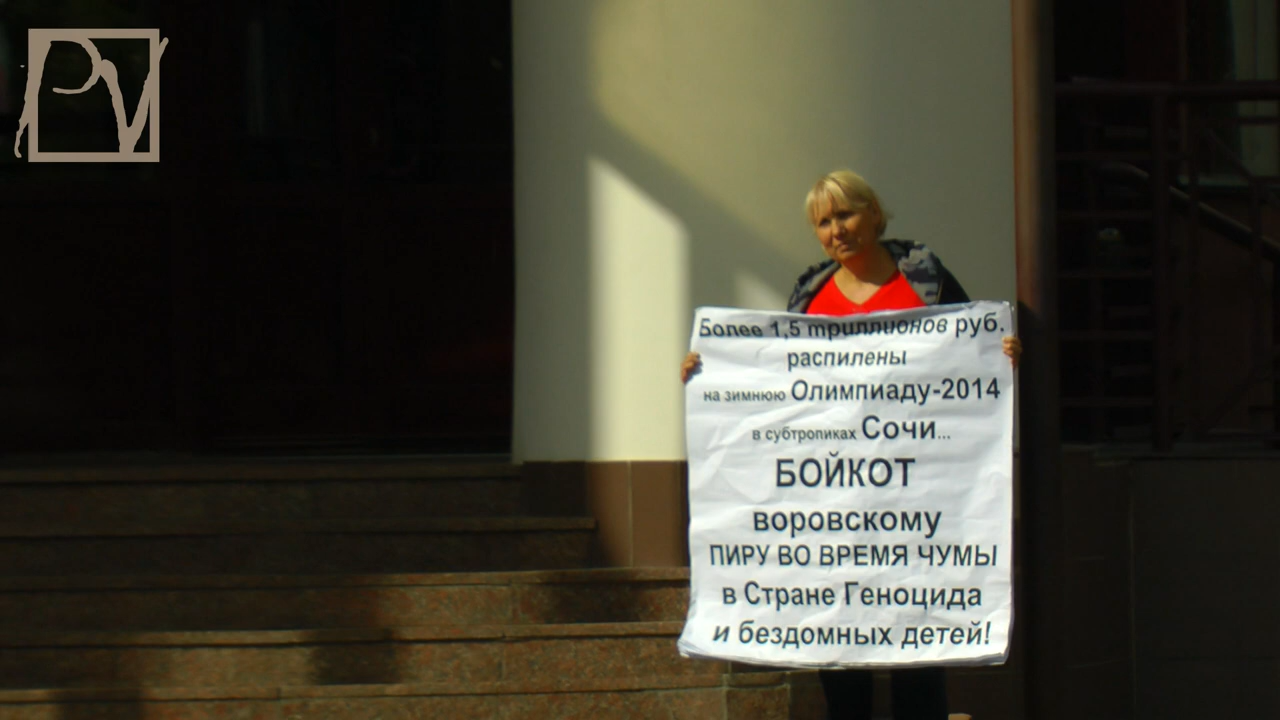 PV
Более 1,5 триллионов руб.
распилены
на зимнюю Олимпиаду-2014
в субтропиках Сочи...
БОЙКОТ
воровскому
ПИРУ ВО ВРЕМЯ ЧУМЫ
в Стране Геноцида
и бездомных детей!